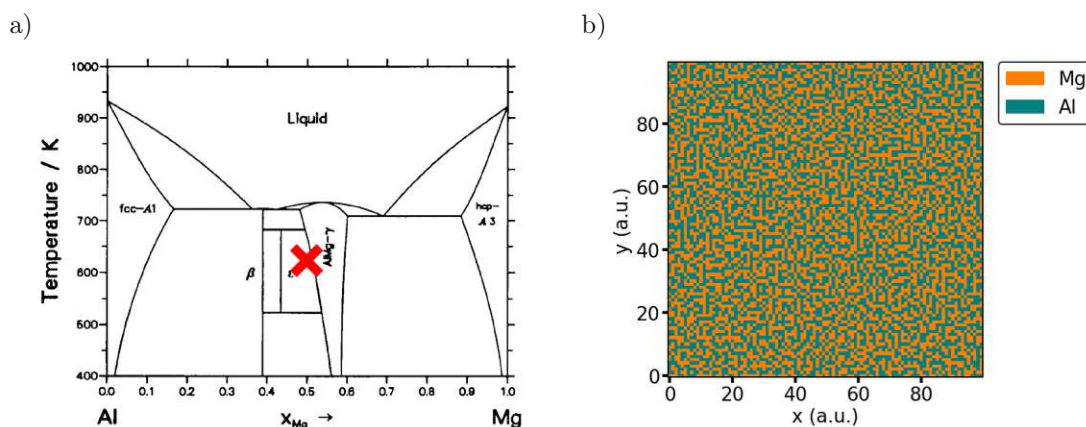 a)
b)
Temperature / K
1000
900
800
700
600
500
400
Liquid
fcc-A1
hcp-
A3
β
ε
AlMg-γ
0.0 0.1 0.2 0.3 0.4 0.5 0.6 0.7 0.8 0.9 1.0
Al xMg → Mg
y (a.u.)
80
60
40
20
0
0 20 40 60 80
x (a.u.)
Mg
Al